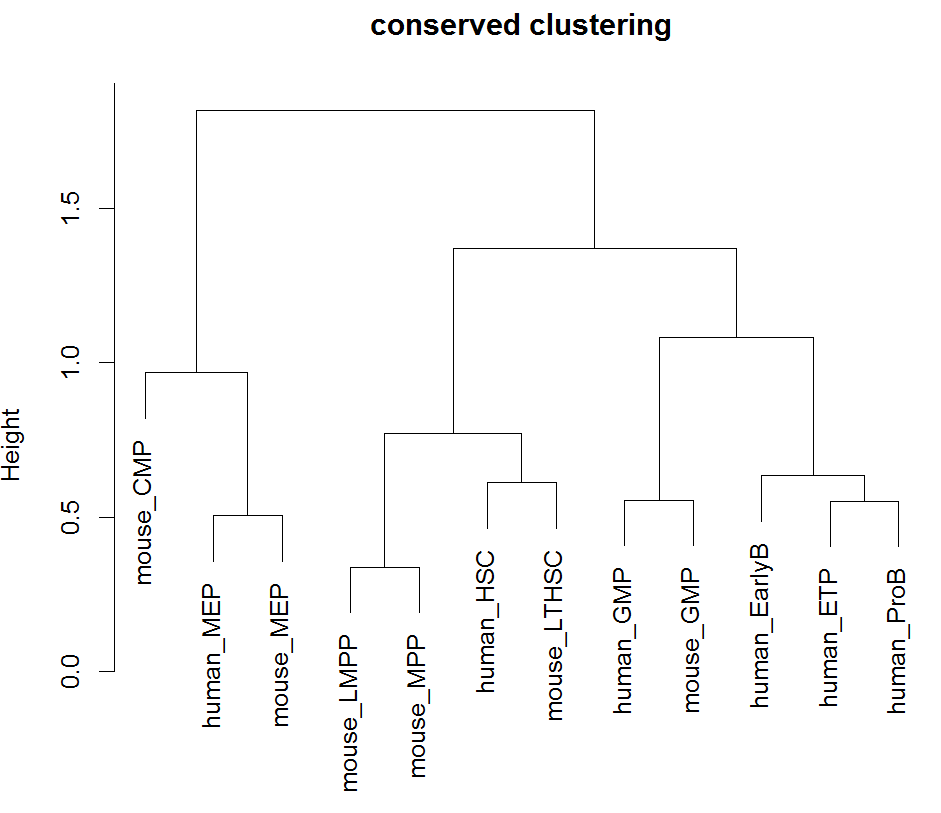 conserved clustering
Height
0.0
0.5
1.0
1.5
mouse_CMP
human_MEP
mouse_MEP
mouse_LMPP
mouse_MPP
human_HSC
mouse_LTHSC
human_GMP
mouse_GMP
human_EarlyB
human_ETP
human_ProB